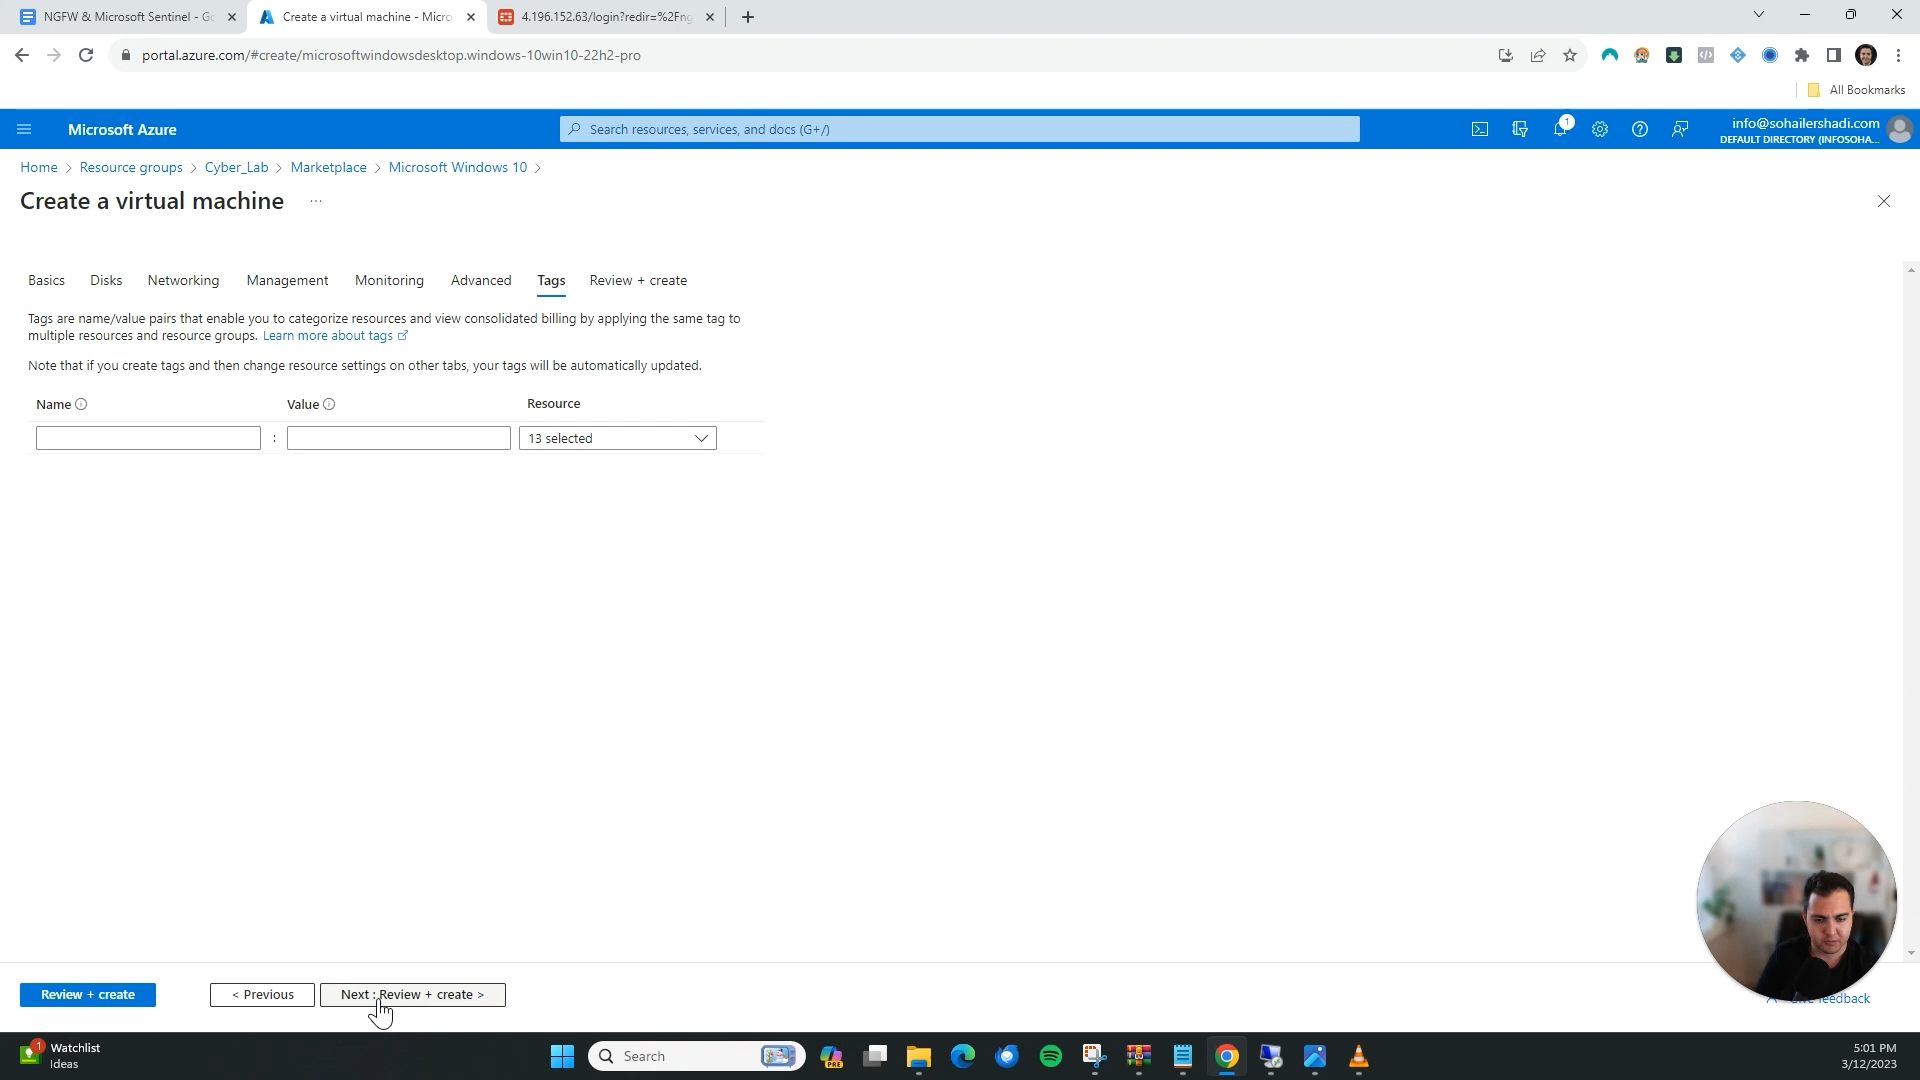 NGFW & Microsoft Sentinel - Go
Create a virtual machine - Micro
4.196.152.63/login?redir=%2Fng
portal.azure.com/#create/microsoftwindowsdesktop.windows-10win10-22h2-pro
All Bookmarks
Microsoft Azure
Search resources, services, and docs (G+/)
1
info@sohailershadi.com
DEFAULT DIRECTORY (INFOSOHA...
Home > Resource groups > Cyber_Lab > Marketplace > Microsoft Windows 10 >
Create a virtual machine ...
Basics Disks Networking Management Monitoring Advanced Tags Review + create
Tags are name/value pairs that enable you to categorize resources and view consolidated billing by applying the same tag to
multiple resources and resource groups. Learn more about tags
Note that if you create tags and then change resource settings on other tabs, your tags will be automatically updated.
Name Value Resource
: 13 selected
Review + create < Previous Next : Review + create >
feedback
1 Watchlist
Ideas
Search
PRE
5:01 PM
3/12/2023